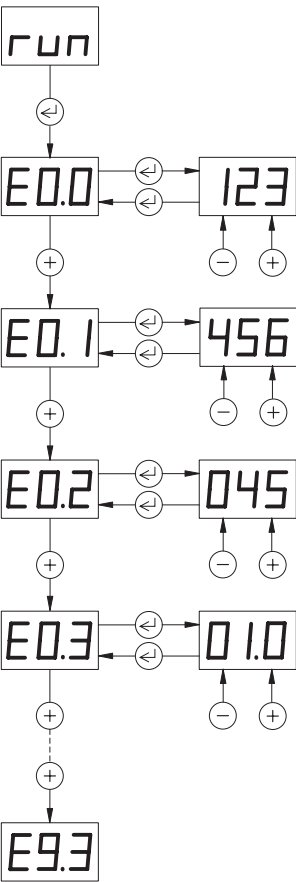 run
E0.0 123
- +
+
E0.1 456
- +
+
E0.2 045
- +
+
E0.3 01.0
- +
+
+
E9.3